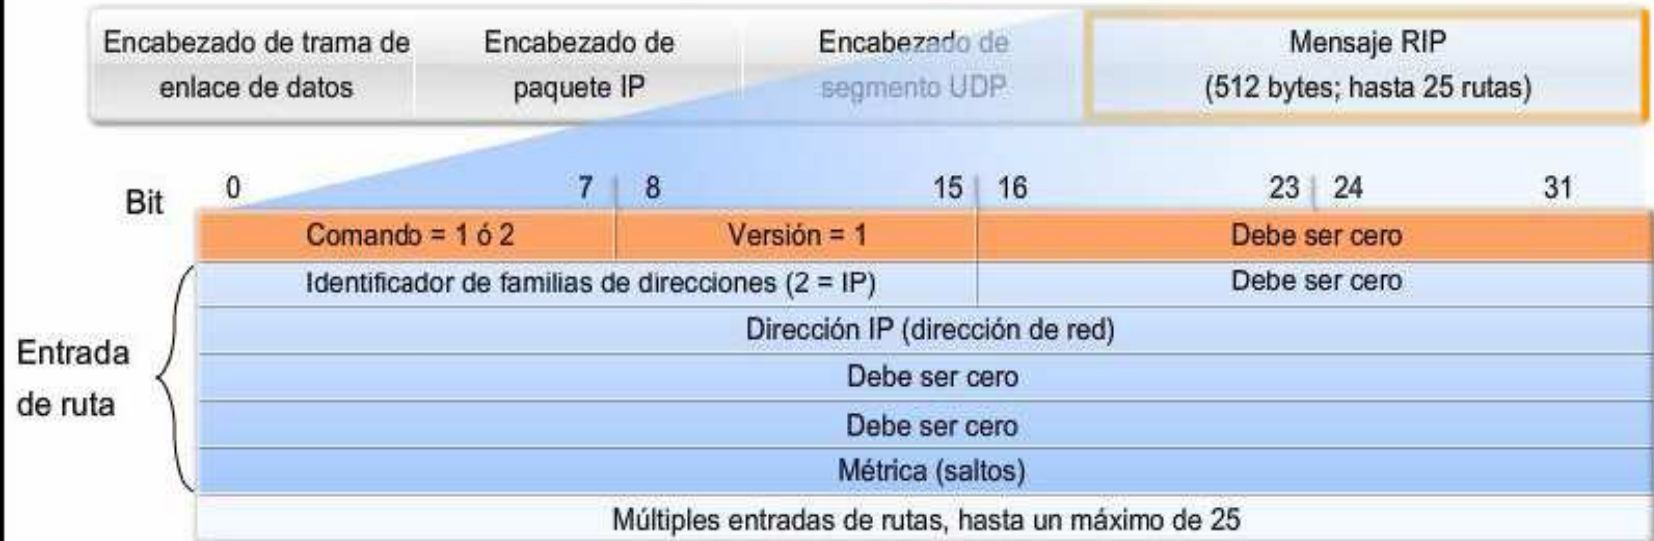 Encabezado de trama de
enlace de datos
Encabezado de
paquete IP
Encabezado de
segmento UDP
Mensaje RIP
(512 bytes; hasta 25 rutas)
Bit
0 7 8 15 16 23 24 31
Comando = 1 ó 2
Versión = 1
Debe ser cero
Identificador de familias de direcciones (2 = IP)
Debe ser cero
Dirección IP (dirección de red)
Entrada
de ruta
Debe ser cero
Debe ser cero
Métrica (saltos)
Múltiples entradas de rutas, hasta un máximo de 25